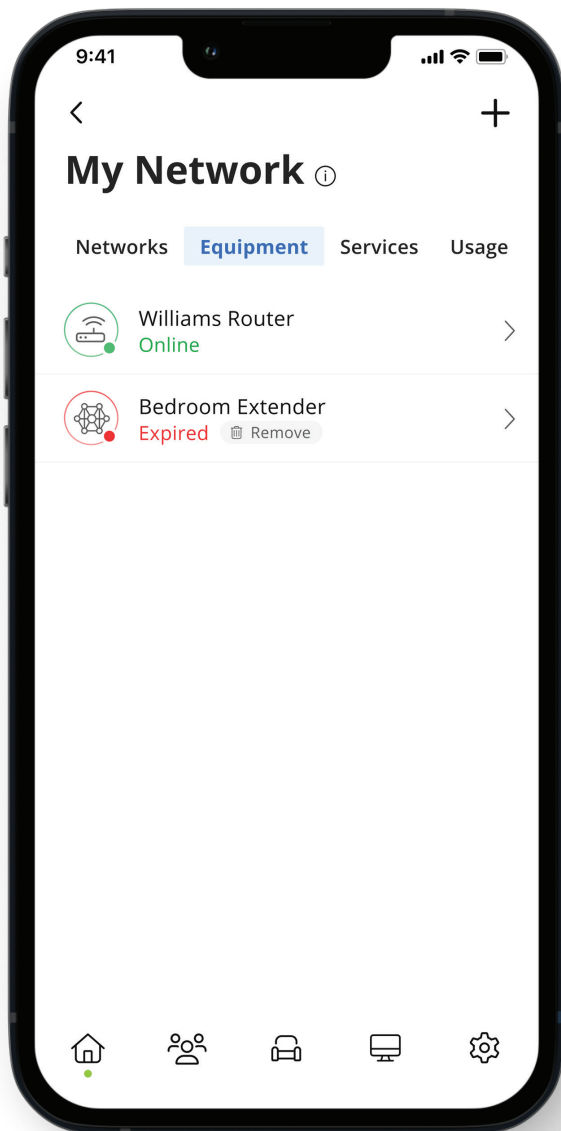 9:41
My Network
Networks Equipment Services Usage
Williams Router
Online
Bedroom Extender
Expired Remove